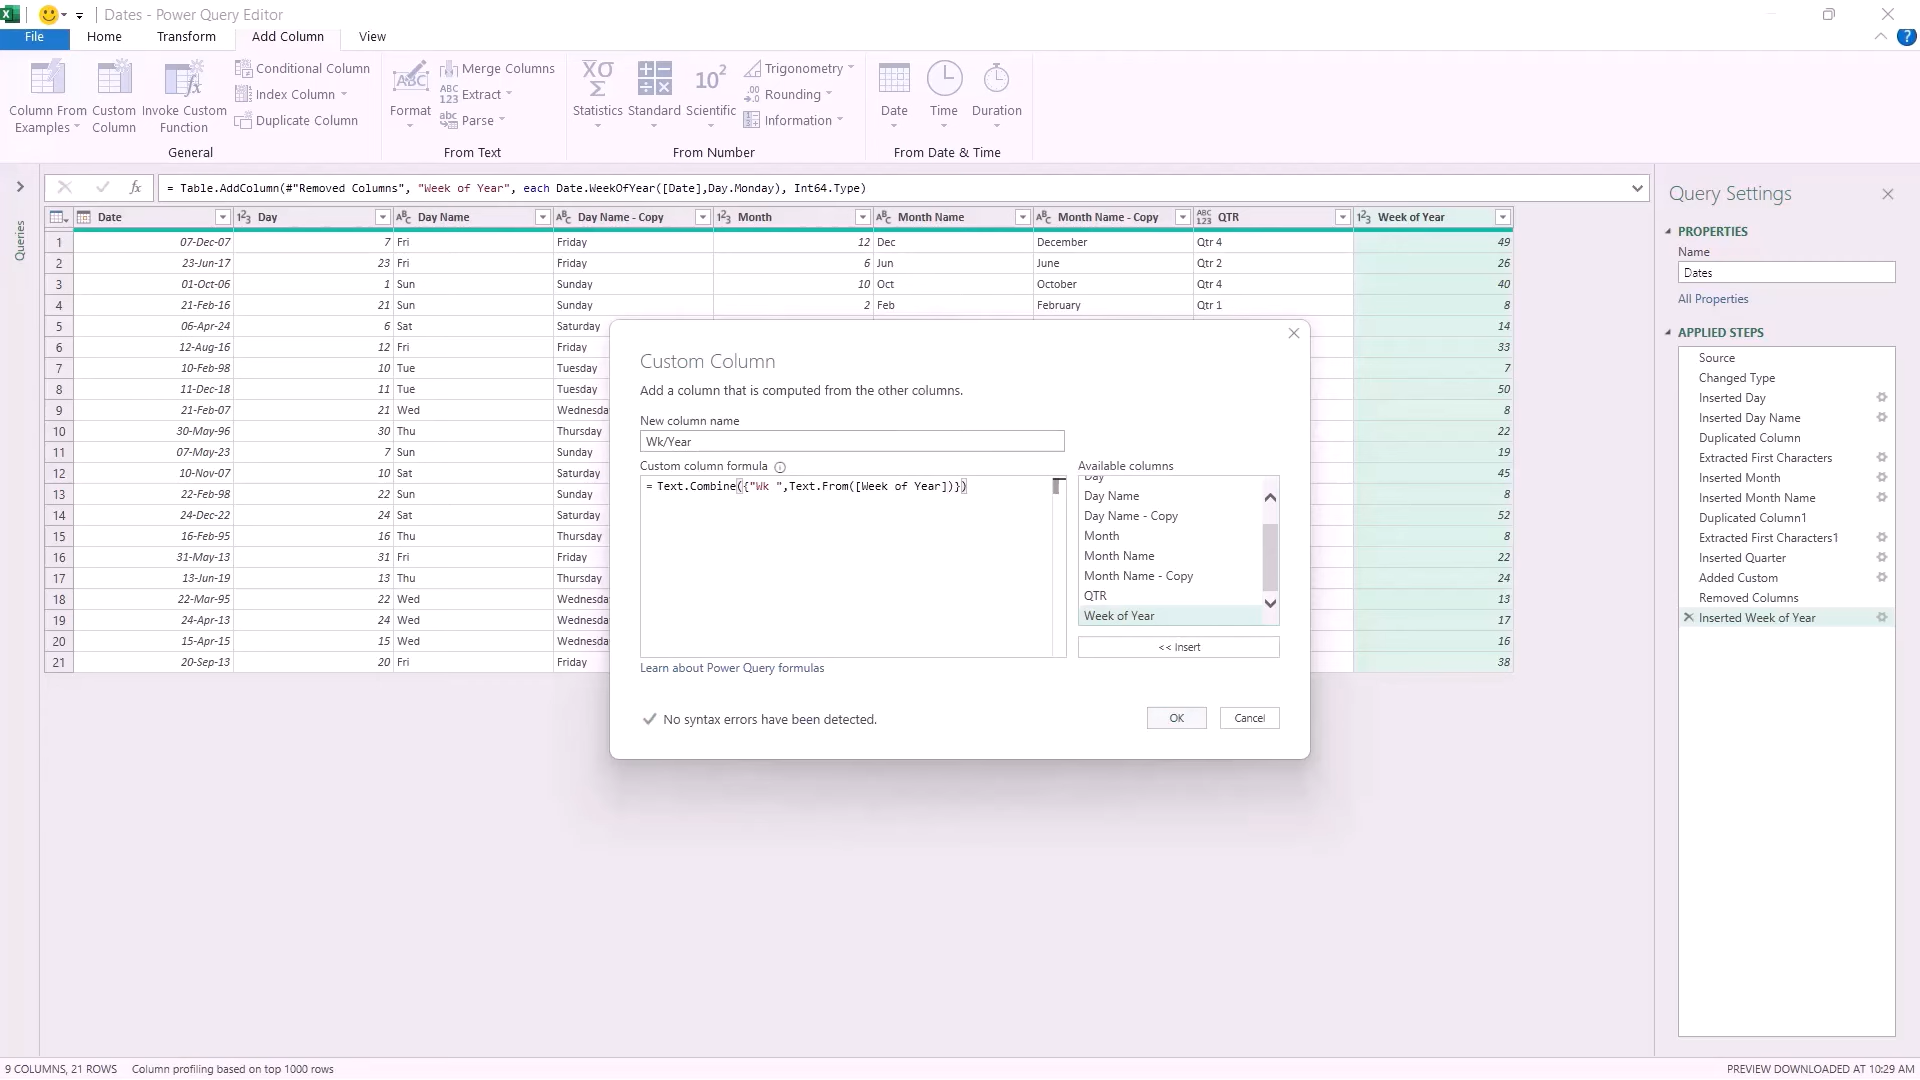 Dates - Power Query Editor
File Home Transform Add Column View
Column From Examples
Custom Column
Invoke Custom Function
Conditional Column
Index Column
Duplicate Column
General
Format
Merge Columns
Extract
Parse
From Text
Statistics Standard Scientific
Trigonometry
Rounding
Information
From Number
Date Time Duration
From Date & Time
= Table.AddColumn(#"Removed Columns", "Week of Year", each Date.WeekOfYear([Date],Day.Monday), Int64.Type)
Queries
Date Day Day Name Day Name - Copy Month Month Name Month Name - Copy QTR Week of Year
1 07-Dec-07 7 Fri Friday 12 Dec December Qtr 4 49
2 23-Jun-17 23 Fri Friday 6 Jun June Qtr 2 26
3 01-Oct-06 1 Sun Sunday 10 Oct October Qtr 4 40
4 21-Feb-16 21 Sun Sunday 2 Feb February Qtr 1 8
5 06-Apr-24 6 Sat Saturday 14
6 12-Aug-16 12 Fri Friday 33
7 10-Feb-98 10 Tue Tuesday 7
8 11-Dec-18 11 Tue Tuesday 50
9 21-Feb-07 21 Wed Wednesda 8
10 30-May-96 30 Thu Thursday 22
11 07-May-23 7 Sun Sunday 19
12 10-Nov-07 10 Sat Saturday 45
13 22-Feb-98 22 Sun Sunday 8
14 24-Dec-22 24 Sat Saturday 52
15 16-Feb-95 16 Thu Thursday 8
16 31-May-13 31 Fri Friday 22
17 13-Jun-19 13 Thu Thursday 24
18 22-Mar-95 22 Wed Wednesda 13
19 24-Apr-13 24 Wed Wednesda 17
20 15-Apr-15 15 Wed Wednesda 16
21 20-Sep-13 20 Fri Friday 38
Custom Column
Add a column that is computed from the other columns.
New column name
Wk/Year
Custom column formula
= Text.Combine({"Wk ",Text.From([Week of Year])})
Available columns
Day
Day Name
Day Name - Copy
Month
Month Name
Month Name - Copy
QTR
Week of Year
<< Insert
Learn about Power Query formulas
No syntax errors have been detected.
OK Cancel
Query Settings
PROPERTIES
Name
Dates
All Properties
APPLIED STEPS
Source
Changed Type
Inserted Day
Inserted Day Name
Duplicated Column
Extracted First Characters
Inserted Month
Inserted Month Name
Duplicated Column1
Extracted First Characters1
Inserted Quarter
Added Custom
Removed Columns
Inserted Week of Year
9 COLUMNS, 21 ROWS Column profiling based on top 1000 rows
PREVIEW DOWNLOADED AT 10:29 AM